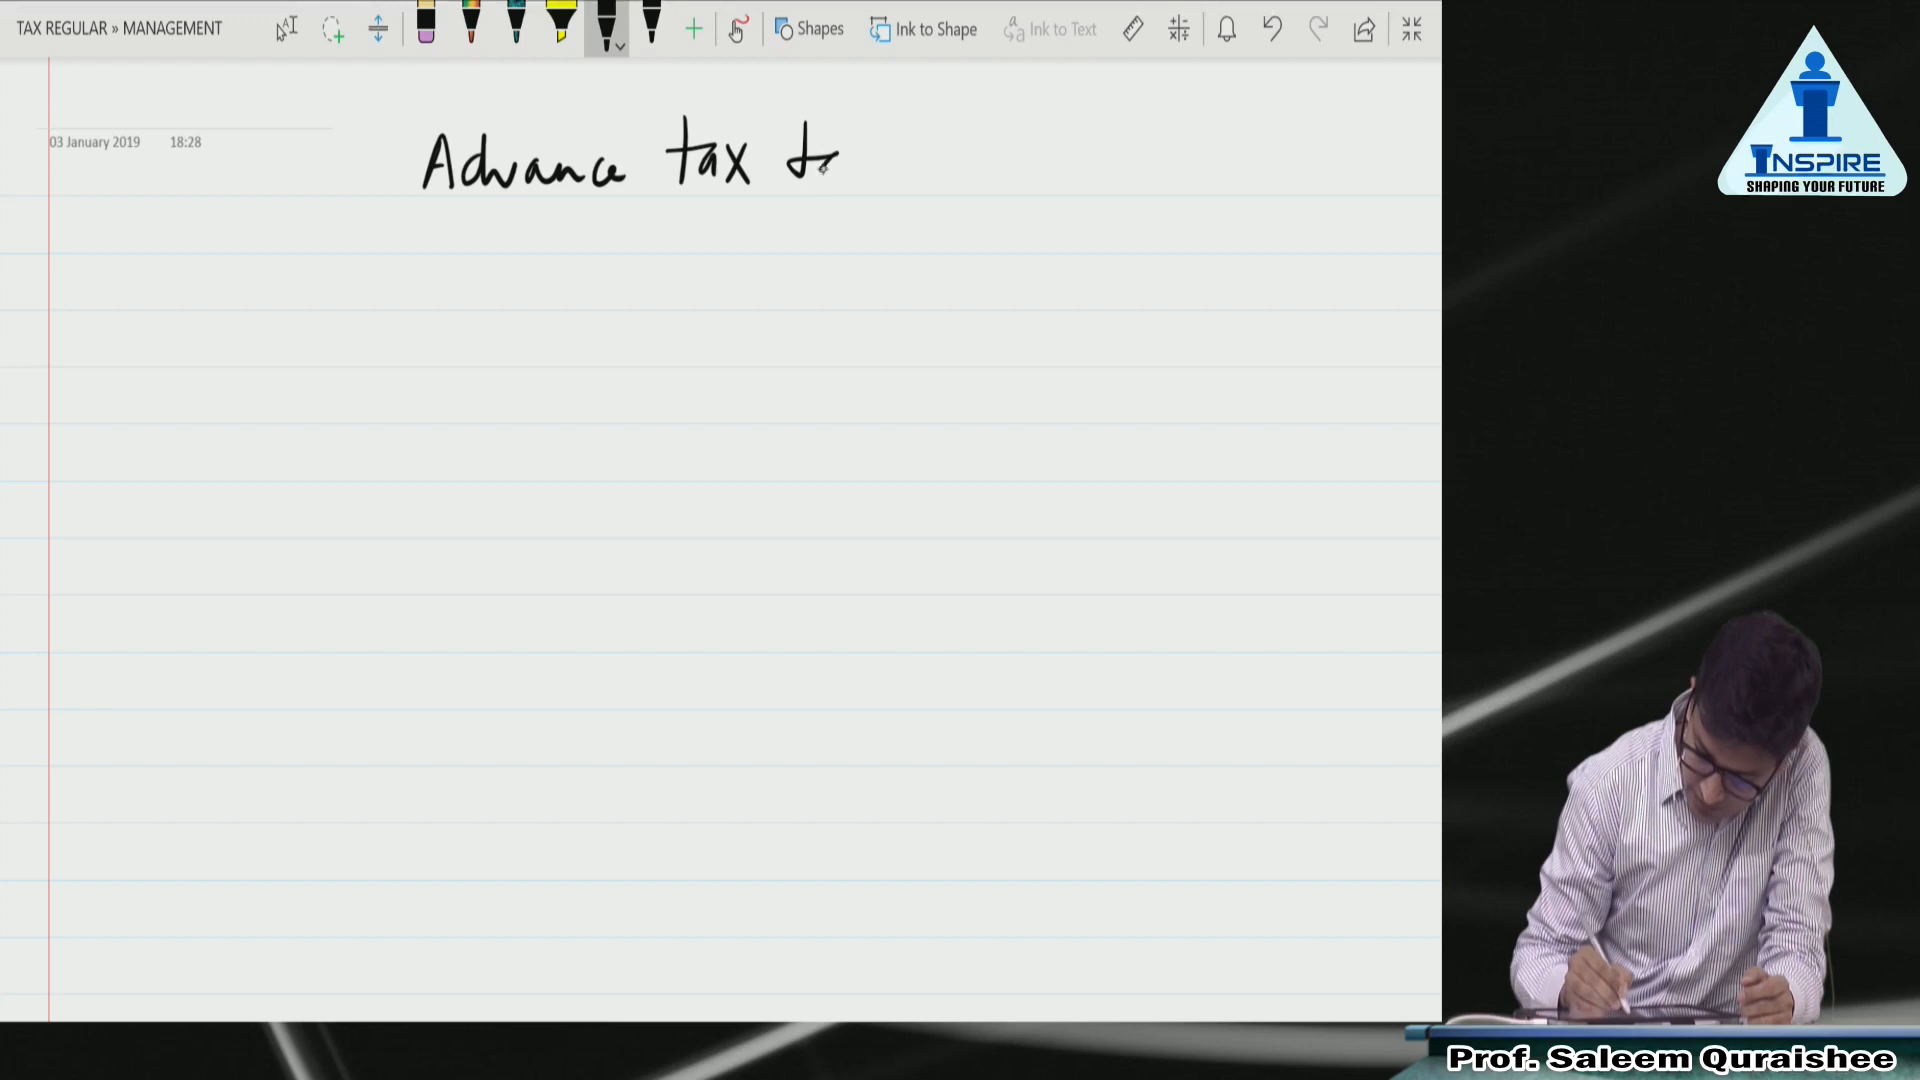 TAX REGULAR » MANAGEMENT
Shapes
Ink to Shape
Ink to Text
03 January 2019 18:28
Advance tax
INSPIRE
SHAPING YOUR FUTURE
Prof. Saleem Quraishee